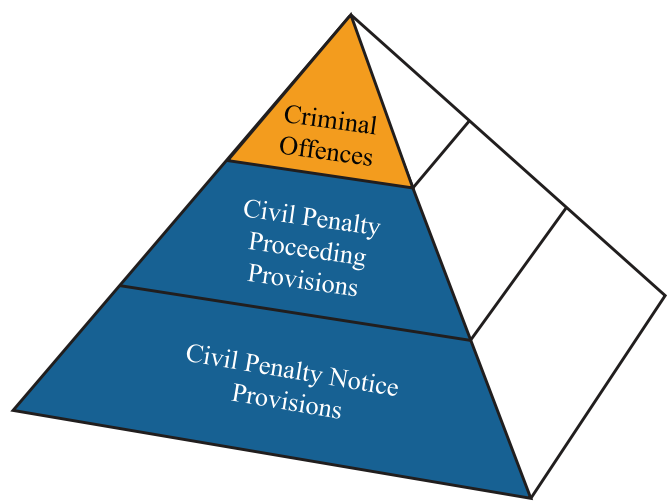 Criminal
Offences
Civil Penalty
Proceeding
Provisions
Civil Penalty Notice
Provisions